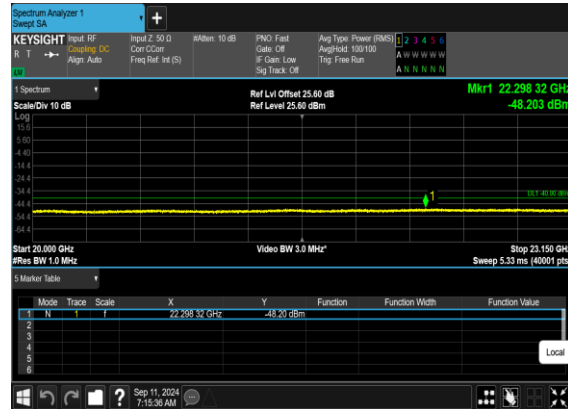 Spectrum Analyzer 1
Swept SA
+
KEYSIGHT
R T
Input: RF
Coupling: DC
Align: Auto
Input Z: 50 Ω
Corr CCorr
Freq Ref: Int (S)
#Atten: 10 dB
PNO: Fast
Gate: Off
IF Gain: Low
Sig Track: Off
Avg Type: Power (RMS)
Avg|Hold: 100/100
Trig: Free Run
1 2 3 4 5 6
A W W W W W
A N N N N N
1 Spectrum
Scale/Div 10 dB
Ref Lvl Offset 25.60 dB
Ref Level 25.60 dBm
Mkr1 22.298 32 GHz
-48.203 dBm
Log
15.6
5.60
-4.40
-14.4
-24.4
-34.4
-44.4
-54.4
-64.4
1
Start 20.000 GHz
#Res BW 1.0 MHz
Video BW 3.0 MHz*
Stop 23.150 GHz
Sweep 5.33 ms (40001 pts)
5 Marker Table
Mode Trace Scale X Y Function Function Width Function Value
1 N 1 f 22.298 32 GHz -48.20 dBm
2
3
4
5
6
Local
?
Sep 11, 2024
7:15:36 AM